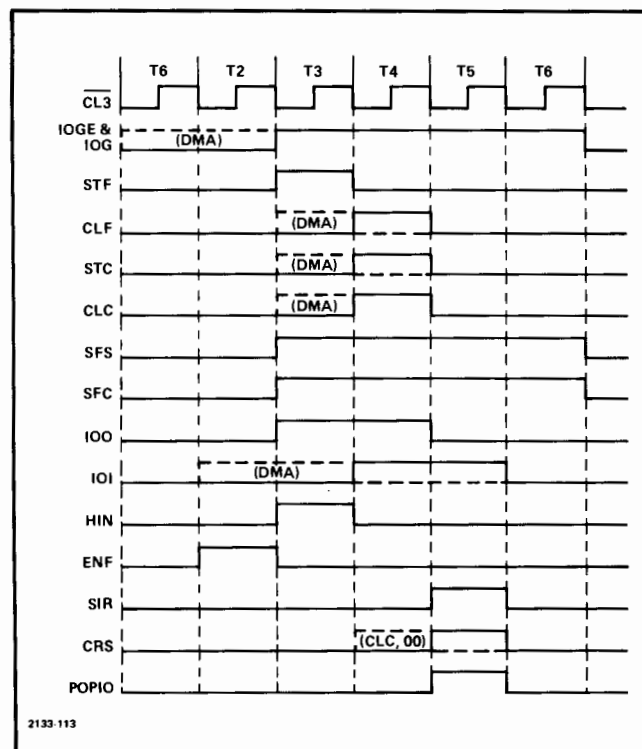 T6 T2 T3 T4 T5 T6
CL3
IOGE &
IOG
(DMA)
STF
CLF
(DMA)
STC
(DMA)
CLC
(DMA)
SFS
SFC
IOO
IOI
(DMA)
HIN
ENF
SIR
CRS
(CLC, 00)
POPIO
2133-113